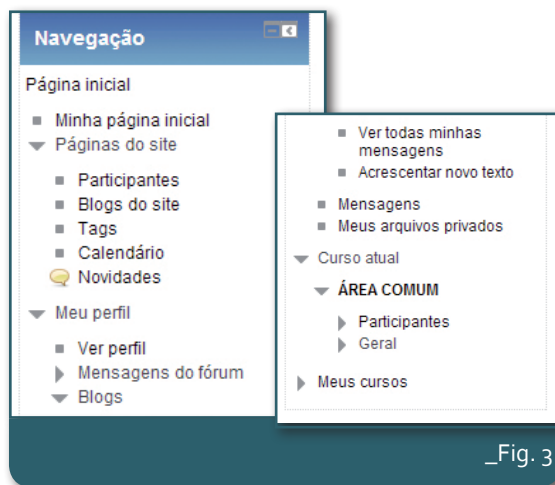 Navegação
Página inicial
Minha página inicial
Páginas do site
Participantes
Blogs do site
Tags
Calendário
Novidades
Meu perfil
Ver perfil
Mensagens do fórum
Blogs
Ver todas minhas
mensagens
Acrescentar novo texto
Mensagens
Meus arquivos privados
Curso atual
ÁREA COMUM
Participantes
Geral
Meus cursos
_Fig. 3